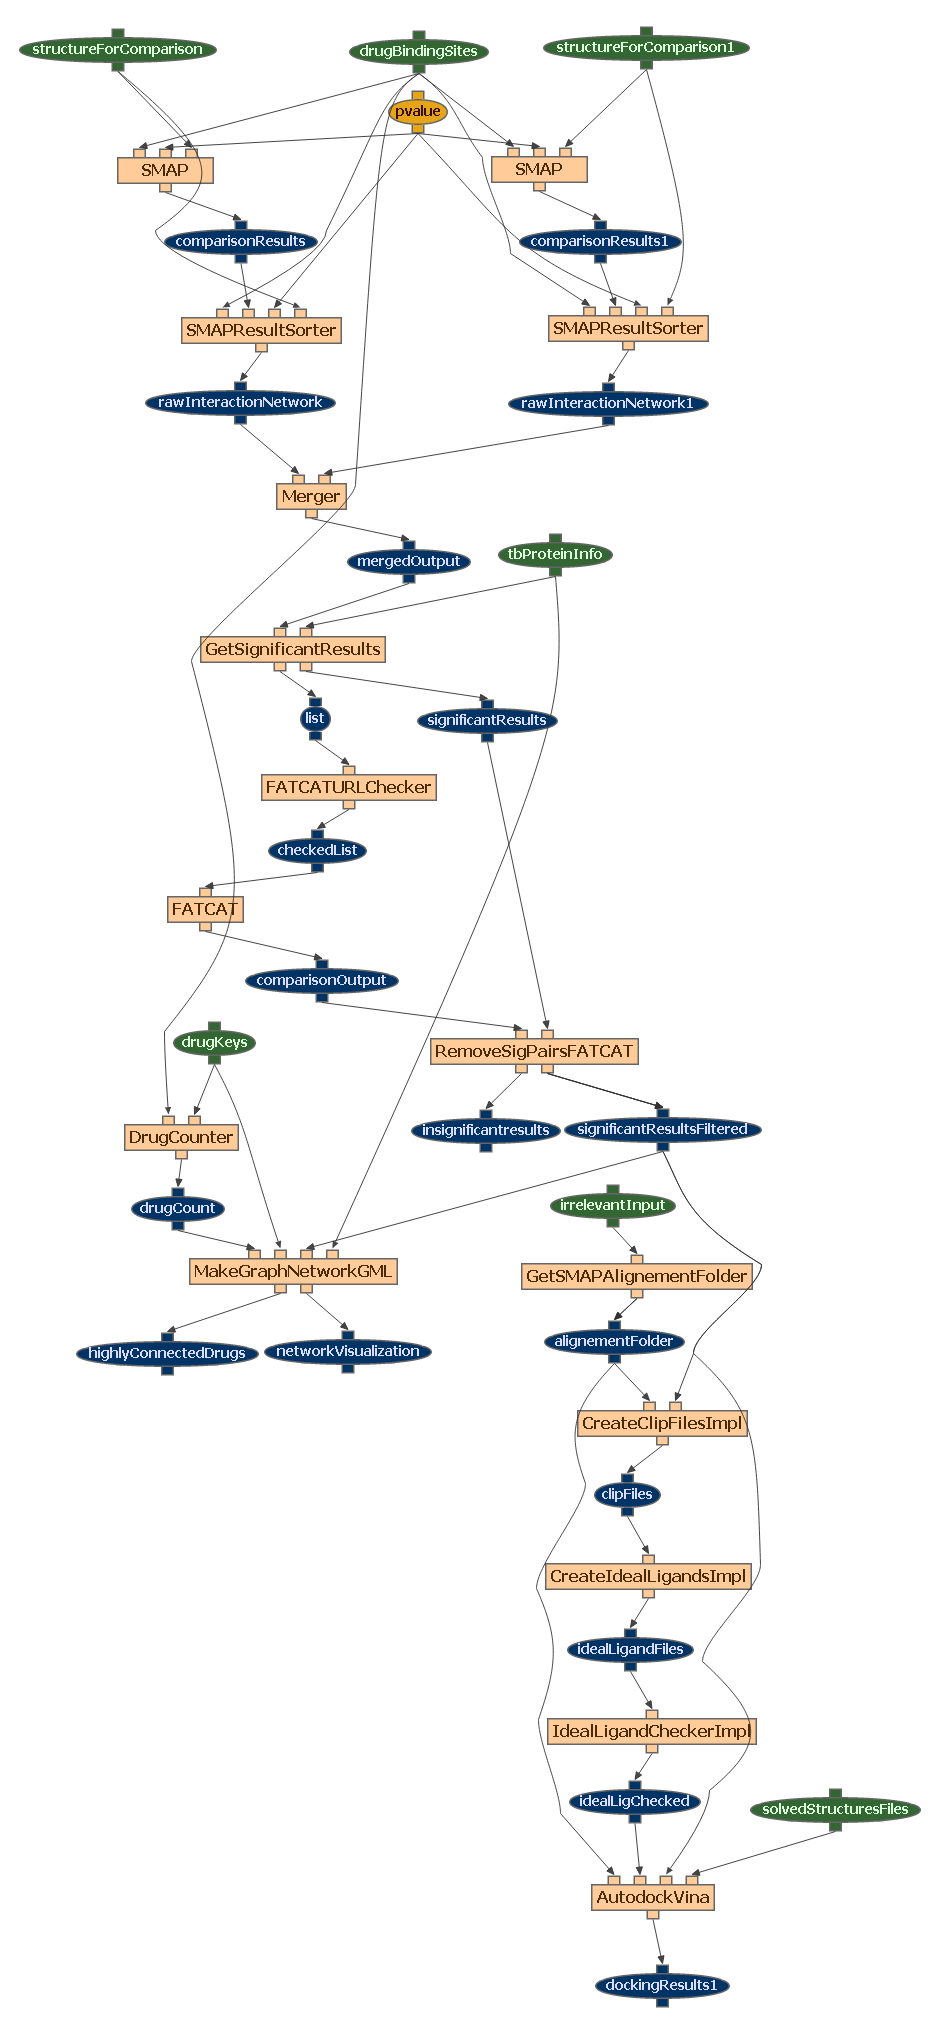 structureForComparison
drugBindingSites
structureForComparison1
pvalue
SMAP
SMAP
comparisonResults
comparisonResults1
SMAPResultSorter
SMAPResultSorter
rawInteractionNetwork
rawInteractionNetwork1
Merger
mergedOutput
tbProteinInfo
GetSignificantResults
list
significantResults
FATCATURLChecker
checkedList
FATCAT
comparisonOutput
drugKeys
RemoveSigPairsFATCAT
DrugCounter
insignificantresults
significantResultsFiltered
drugCount
irrelevantInput
MakeGraphNetworkGML
GetSMAPAlignementFolder
highlyConnectedDrugs
networkVisualization
alignementFolder
CreateClipFilesImpl
clipFiles
CreateIdealLigandsImpl
idealLigandFiles
IdealLigandCheckerImpl
idealLigChecked
solvedStructuresFiles
AutodockVina
dockingResults1